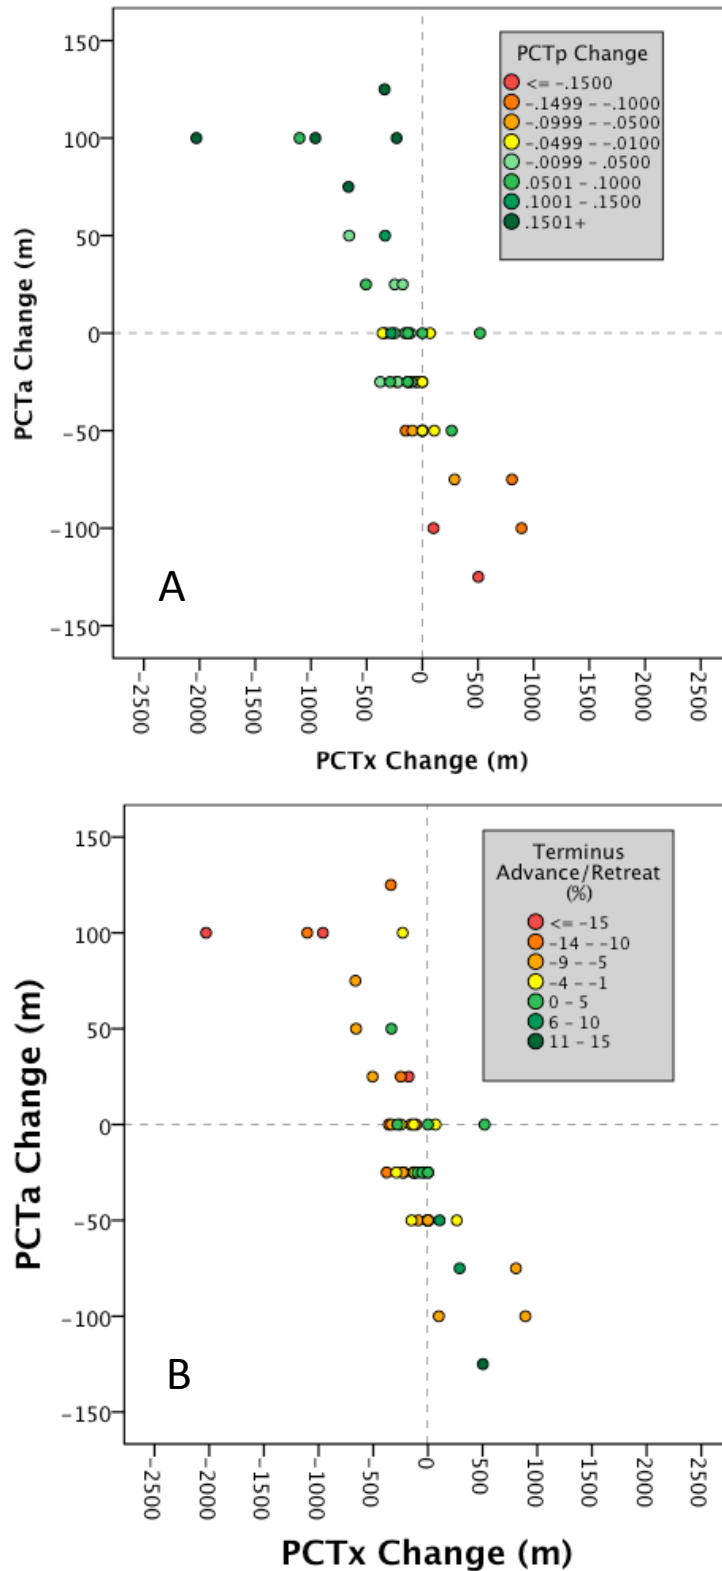 PCTp Change
<= -.1500
-.1499 - -.1000
-.0999 - -.0500
-.0499 - -.0100
-.0099 - .0500
.0501 - .1000
.1001 - .1500
.1501+
150
100
50
0
-50
-100
-150
PCTa Change (m)
A
-2500
-2000
-1500
-1000
-500
0
500
1000
1500
2000
2500
PCTx Change (m)
Terminus
Advance/Retreat
(%)
<= -15
-14 - -10
-9 - -5
-4 - -1
0 - 5
6 - 10
11 - 15
150
100
50
0
-50
-100
-150
PCTa Change (m)
B
-2500
-2000
-1500
-1000
-500
0
500
1000
1500
2000
2500
PCTx Change (m)